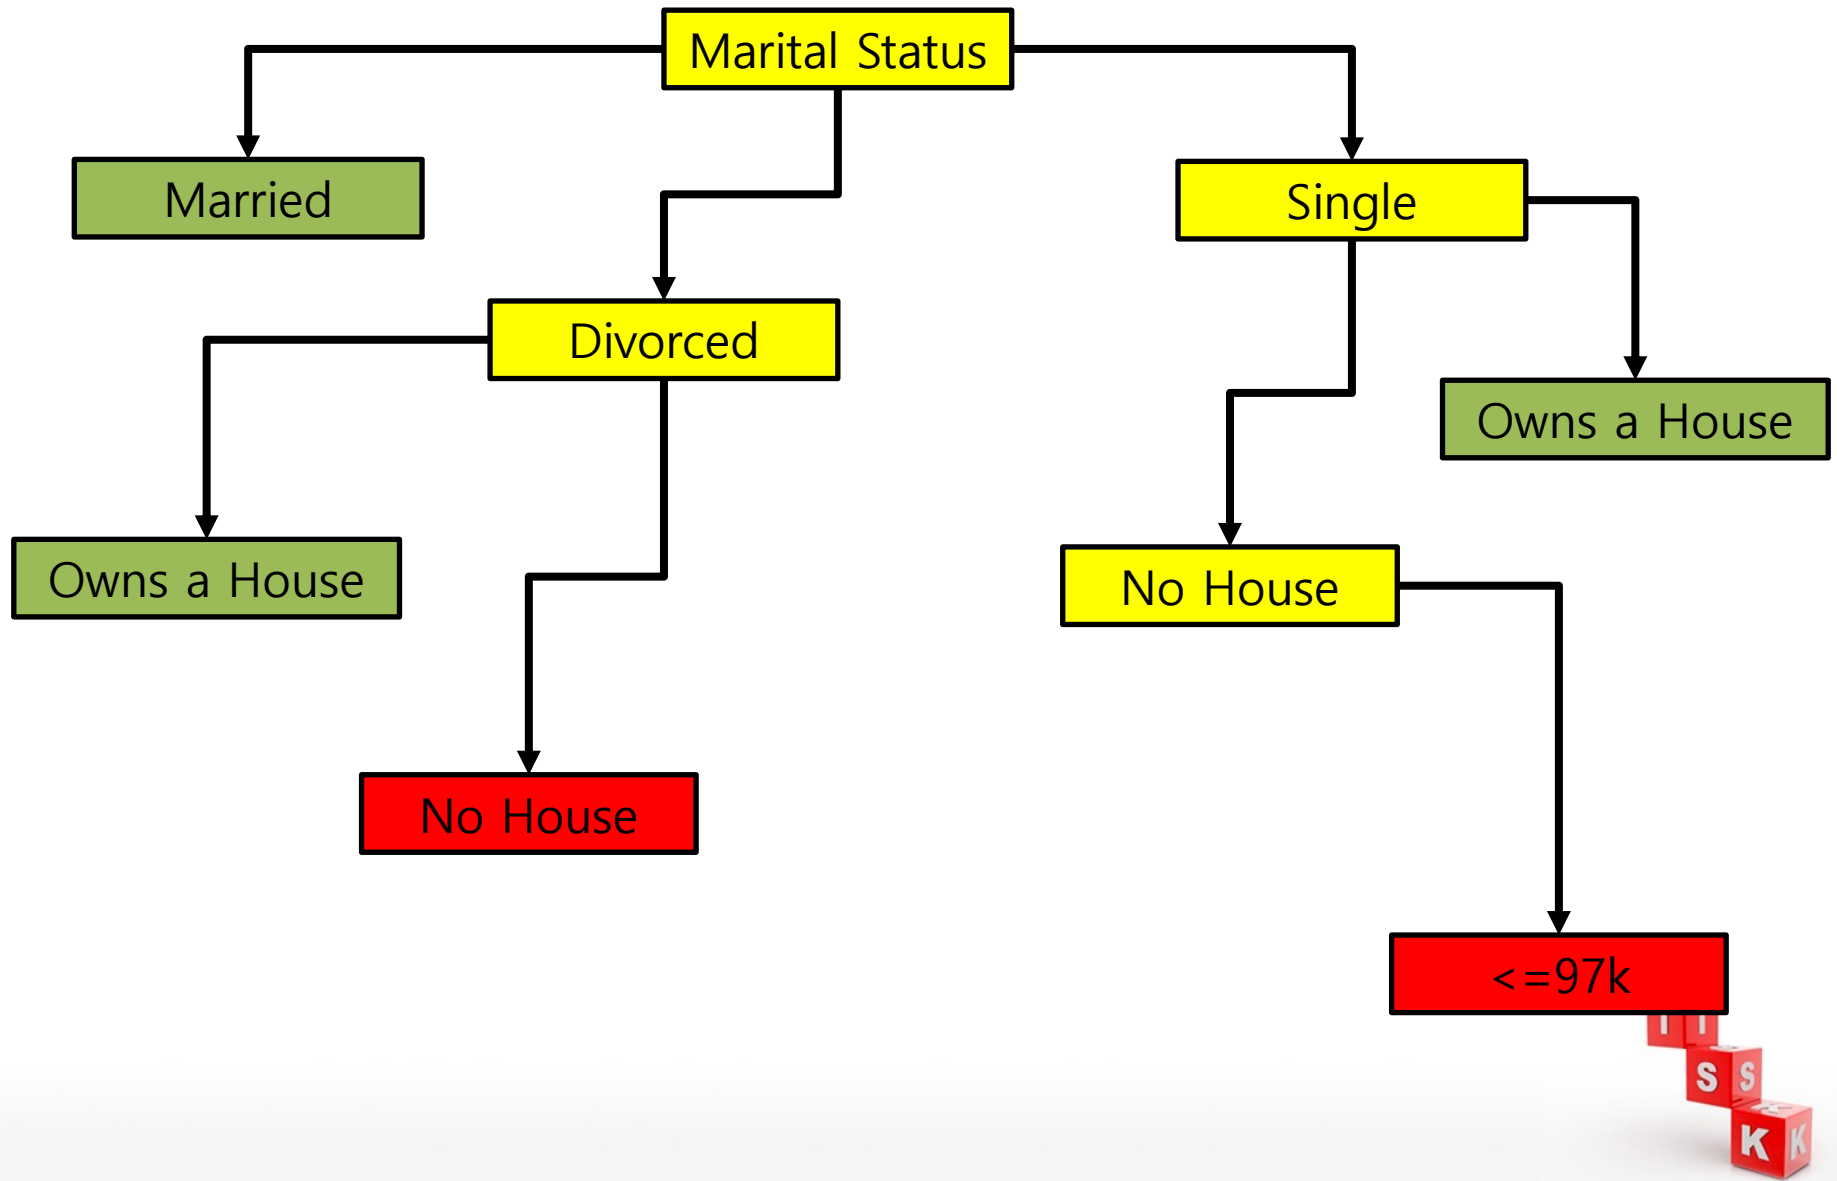 Marital Status
Married
Single
Divorced
Owns a House
Owns a House
No House
No House
<=97k
S S
K K